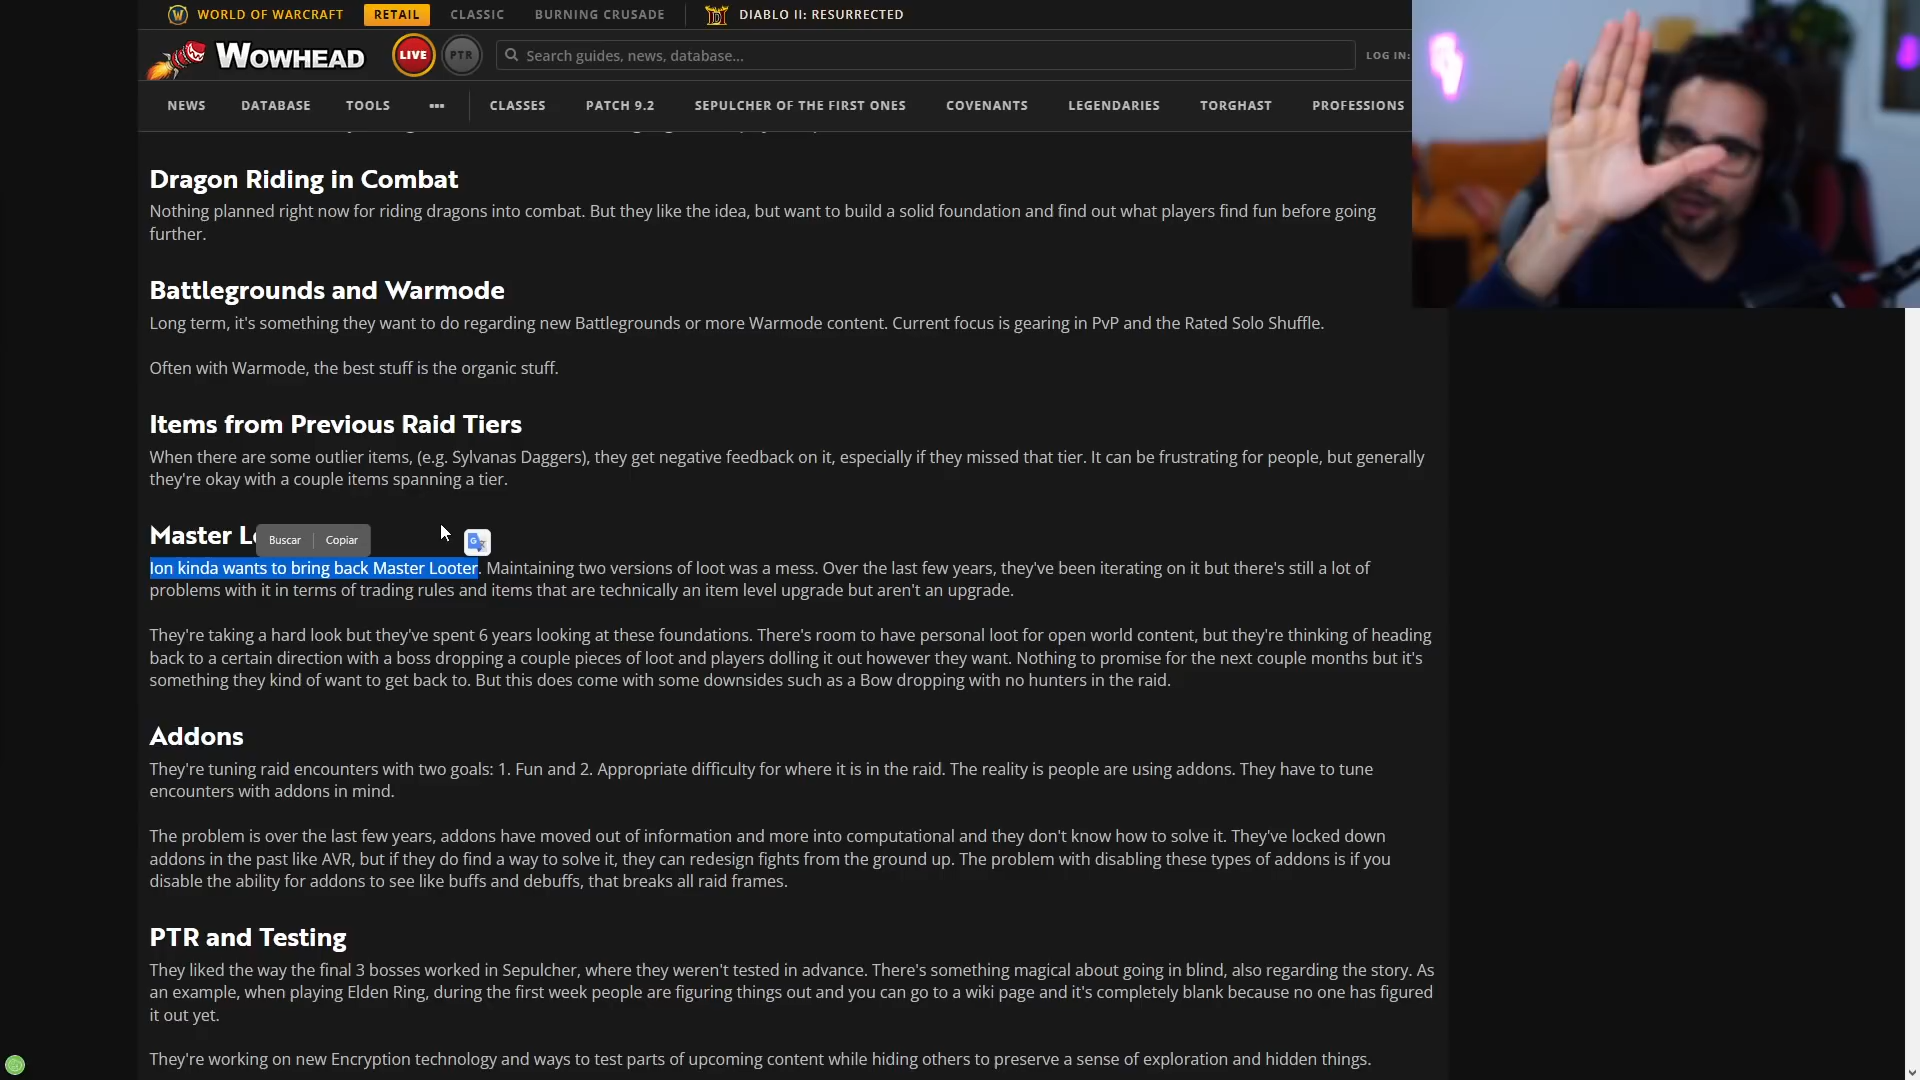 WORLD OF WARCRAFT RETAIL CLASSIC BURNING CRUSADE DIABLO II: RESURRECTED
WOWHEAD LIVE PTR Search guides, news, database... LOG IN
NEWS DATABASE TOOLS ••• CLASSES PATCH 9.2 SEPULCHER OF THE FIRST ONES COVENANTS LEGENDARIES TORGHAST PROFESSIONS
Dragon Riding in Combat
Nothing planned right now for riding dragons into combat. But they like the idea, but want to build a solid foundation and find out what players find fun before going
further.
Battlegrounds and Warmode
Long term, it's something they want to do regarding new Battlegrounds or more Warmode content. Current focus is gearing in PvP and the Rated Solo Shuffle.
Often with Warmode, the best stuff is the organic stuff.
Items from Previous Raid Tiers
When there are some outlier items, (e.g. Sylvanas Daggers), they get negative feedback on it, especially if they missed that tier. It can be frustrating for people, but generally
they're okay with a couple items spanning a tier.
Master
Buscar Copiar
Ion kinda wants to bring back Master Looter. Maintaining two versions of loot was a mess. Over the last few years, they've been iterating on it but there's still a lot of
problems with it in terms of trading rules and items that are technically an item level upgrade but aren't an upgrade.
They're taking a hard look but they've spent 6 years looking at these foundations. There's room to have personal loot for open world content, but they're thinking of heading
back to a certain direction with a boss dropping a couple pieces of loot and players dolling it out however they want. Nothing to promise for the next couple months but it's
something they kind of want to get back to. But this does come with some downsides such as a Bow dropping with no hunters in the raid.
Addons
They're tuning raid encounters with two goals: 1. Fun and 2. Appropriate difficulty for where it is in the raid. The reality is people are using addons. They have to tune
encounters with addons in mind.
The problem is over the last few years, addons have moved out of information and more into computational and they don't know how to solve it. They've locked down
addons in the past like AVR, but if they do find a way to solve it, they can redesign fights from the ground up. The problem with disabling these types of addons is if you
disable the ability for addons to see like buffs and debuffs, that breaks all raid frames.
PTR and Testing
They liked the way the final 3 bosses worked in Sepulcher, where they weren't tested in advance. There's something magical about going in blind, also regarding the story. As
an example, when playing Elden Ring, during the first week people are figuring things out and you can go to a wiki page and it's completely blank because no one has figured
it out yet.
They're working on new Encryption technology and ways to test parts of upcoming content while hiding others to preserve a sense of exploration and hidden things.